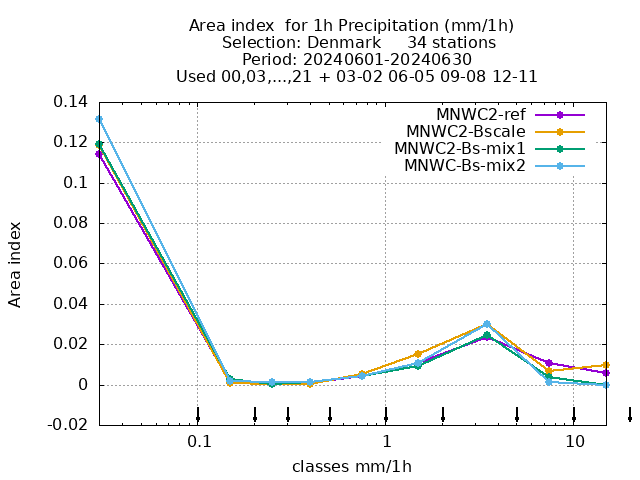 Area index  for 1h Precipitation (mm/1h)
Selection: Denmark     34 stations
Period: 20240601-20240630
Used 00,03,...,21 + 03-02 06-05 09-08 12-11
MNWC2-ref
MNWC2-Bscale
MNWC2-Bs-mix1
MNWC-Bs-mix2
Area index
0.14
0.12
0.1
0.08
0.06
0.04
0.02
0
-0.02
0.1
1
10
classes mm/1h